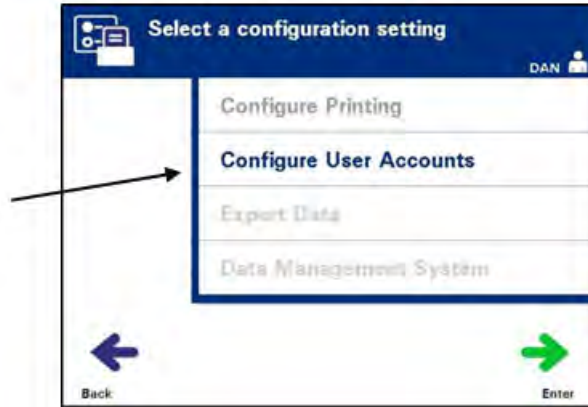 Select a configuration setting
DAN
Configure Printing
Configure User Accounts
Export Data
Data Management System
Back
Enter